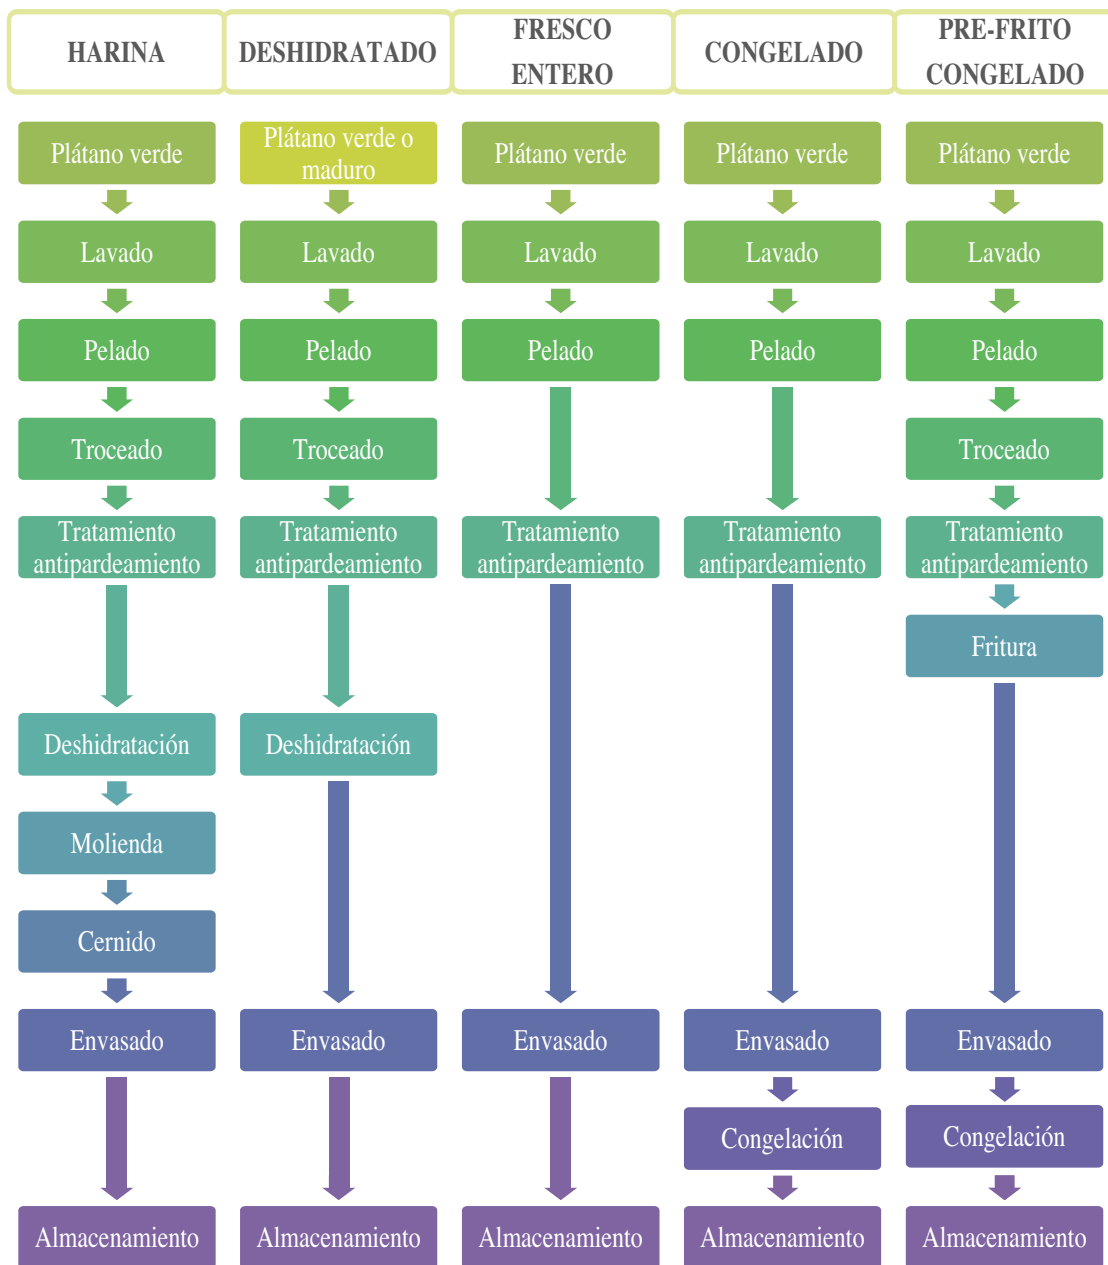 HARINA
DESHIDRATADO
FRESCO
ENTERO
CONGELADO
PRE-FRITO
CONGELADO
Plátano verde
Lavado
Pelado
Troceado
Tratamiento
antipardeamiento
Deshidratación
Molienda
Cernido
Envasado
Almacenamiento
Plátano verde o
maduro
Lavado
Pelado
Troceado
Tratamiento
antipardeamiento
Deshidratación
Envasado
Almacenamiento
Plátano verde
Lavado
Pelado
Tratamiento
antipardeamiento
Envasado
Almacenamiento
Plátano verde
Lavado
Pelado
Tratamiento
antipardeamiento
Envasado
Congelación
Almacenamiento
Plátano verde
Lavado
Pelado
Troceado
Tratamiento
antipardeamiento
Fritura
Envasado
Congelación
Almacenamiento